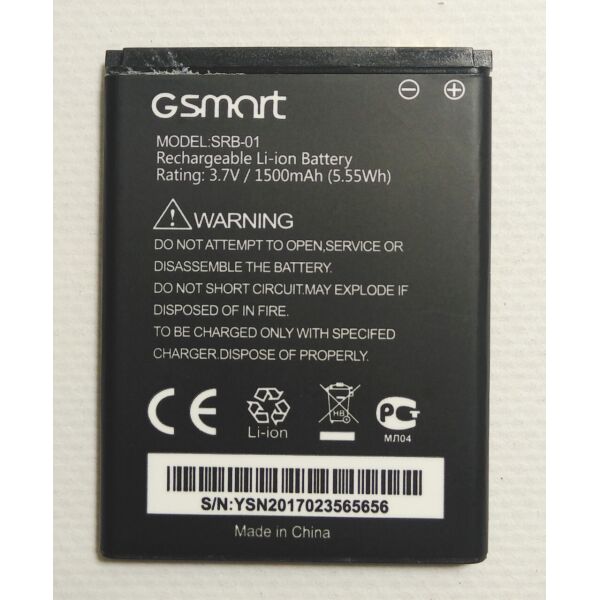 GSmart
MODEL:SRB-01
Rechargeable Li-ion Battery
Rating: 3.7V / 1500mAh (5.55Wh)
WARNING
DO NOT ATTEMPT TO OPEN,SERVICE OR
DISASSEMBLE THE BATTERY.
DO NOT SHORT CIRCUIT.MAY EXPLODE IF
DISPOSED OF IN FIRE.
TO BE CHARGED ONLY WITH SPECIFED
CHARGER.DISPOSE OF PROPERLY.
CE
Li-ion
HB
РСТ
МЛ04
S/N:YSN2017023565656
Made in China